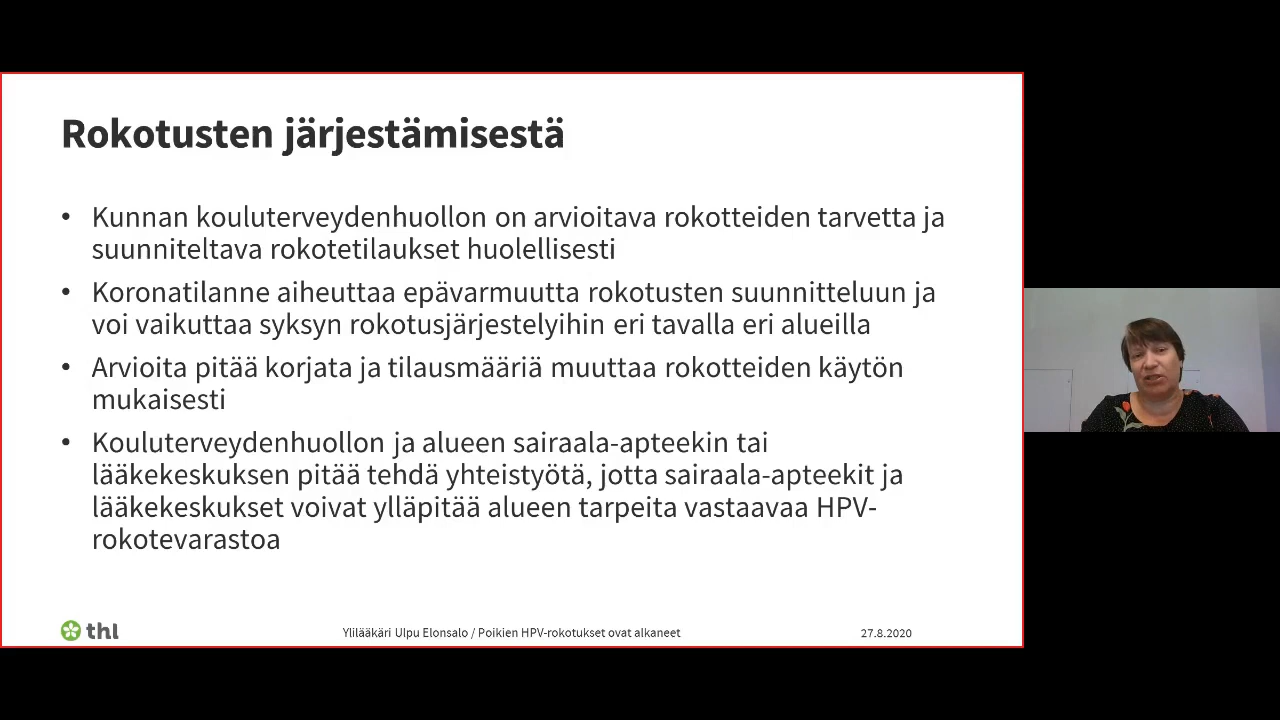 Rokotusten järjestämisestä
• Kunnan kouluterveydenhuollon on arvioitava rokotteiden tarvetta ja
suunniteltava rokotetilaukset huolellisesti
• Koronatilanne aiheuttaa epävarmuutta rokotusten suunnitteluun ja
voi vaikuttaa syksyn rokotusjärjestelyihin eri tavalla eri alueilla
• Arvioita pitää korjata ja tilausmääriä muuttaa rokotteiden käytön
mukaisesti
• Kouluterveydenhuollon ja alueen sairaala-apteekin tai
lääkekeskuksen pitää tehdä yhteistyötä, jotta sairaala-apteekit ja
lääkekeskukset voivat ylläpitää alueen tarpeita vastaavaa HPV-
rokotevarastoa
thl
Ylilääkäri Ulpu Elonsalo / Poikien HPV-rokotukset ovat alkaneet
27.8.2020